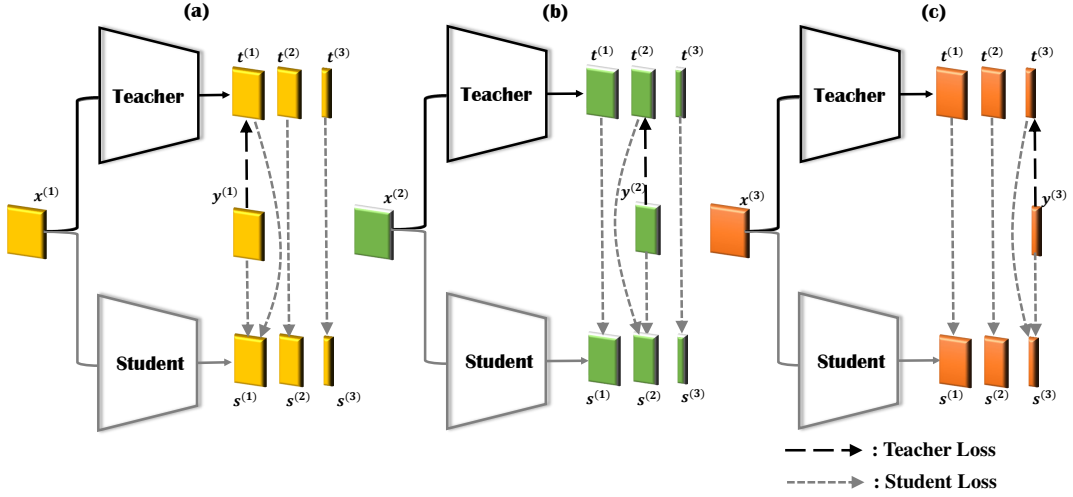 (a)
(b)
(c)
t⁽¹⁾ t⁽²⁾ t⁽³⁾
t⁽¹⁾ t⁽²⁾ t⁽³⁾
t⁽¹⁾ t⁽²⁾ t⁽³⁾
Teacher
Teacher
Teacher
x⁽¹⁾
y⁽¹⁾
x⁽²⁾
y⁽²⁾
x⁽³⁾
y⁽³⁾
Student
Student
Student
s⁽¹⁾ s⁽²⁾ s⁽³⁾
s⁽¹⁾ s⁽²⁾ s⁽³⁾
s⁽¹⁾ s⁽²⁾ s⁽³⁾
: Teacher Loss
: Student Loss